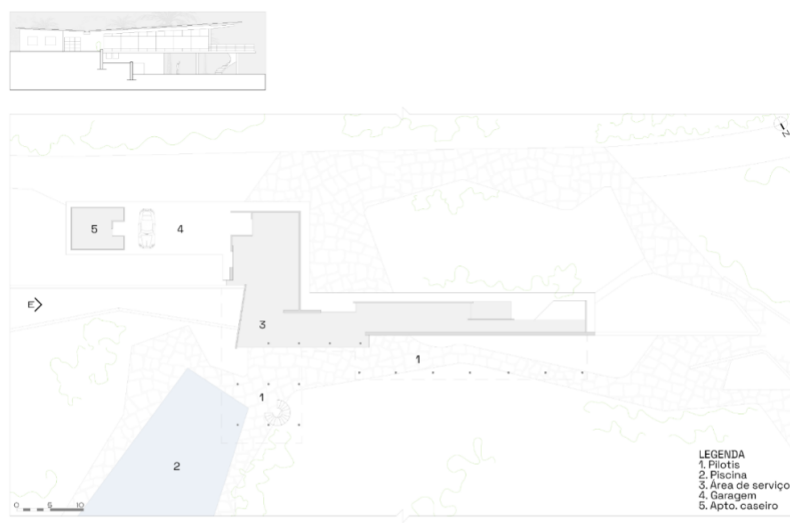 N
5
4
E
3
1
1
2
LEGENDA
1. Pilotis
2. Piscina
3. Área de serviço
4. Garagem
5. Apto. caseiro
0 5 10